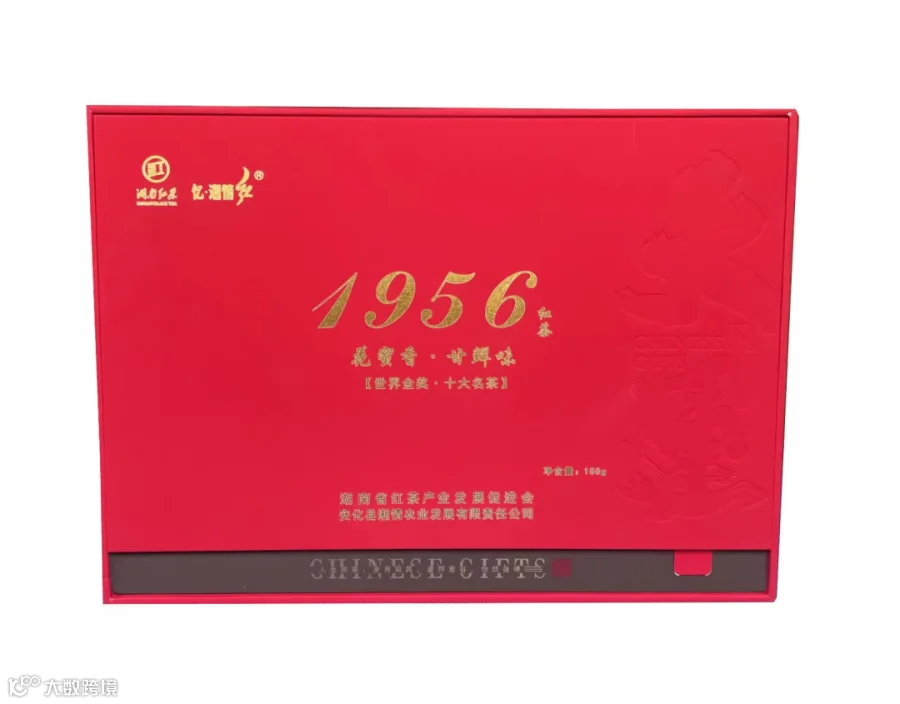 湖南红茶
忆·湘情红®
1956
红茶
花蜜香·甘鲜味
【世界金奖·十大名茶】
净含量：
湖南省红茶产业发展促进会
安化县湘情农业发展有限责任公司
CHINESE GIFTS
CHINESE
大数跨境